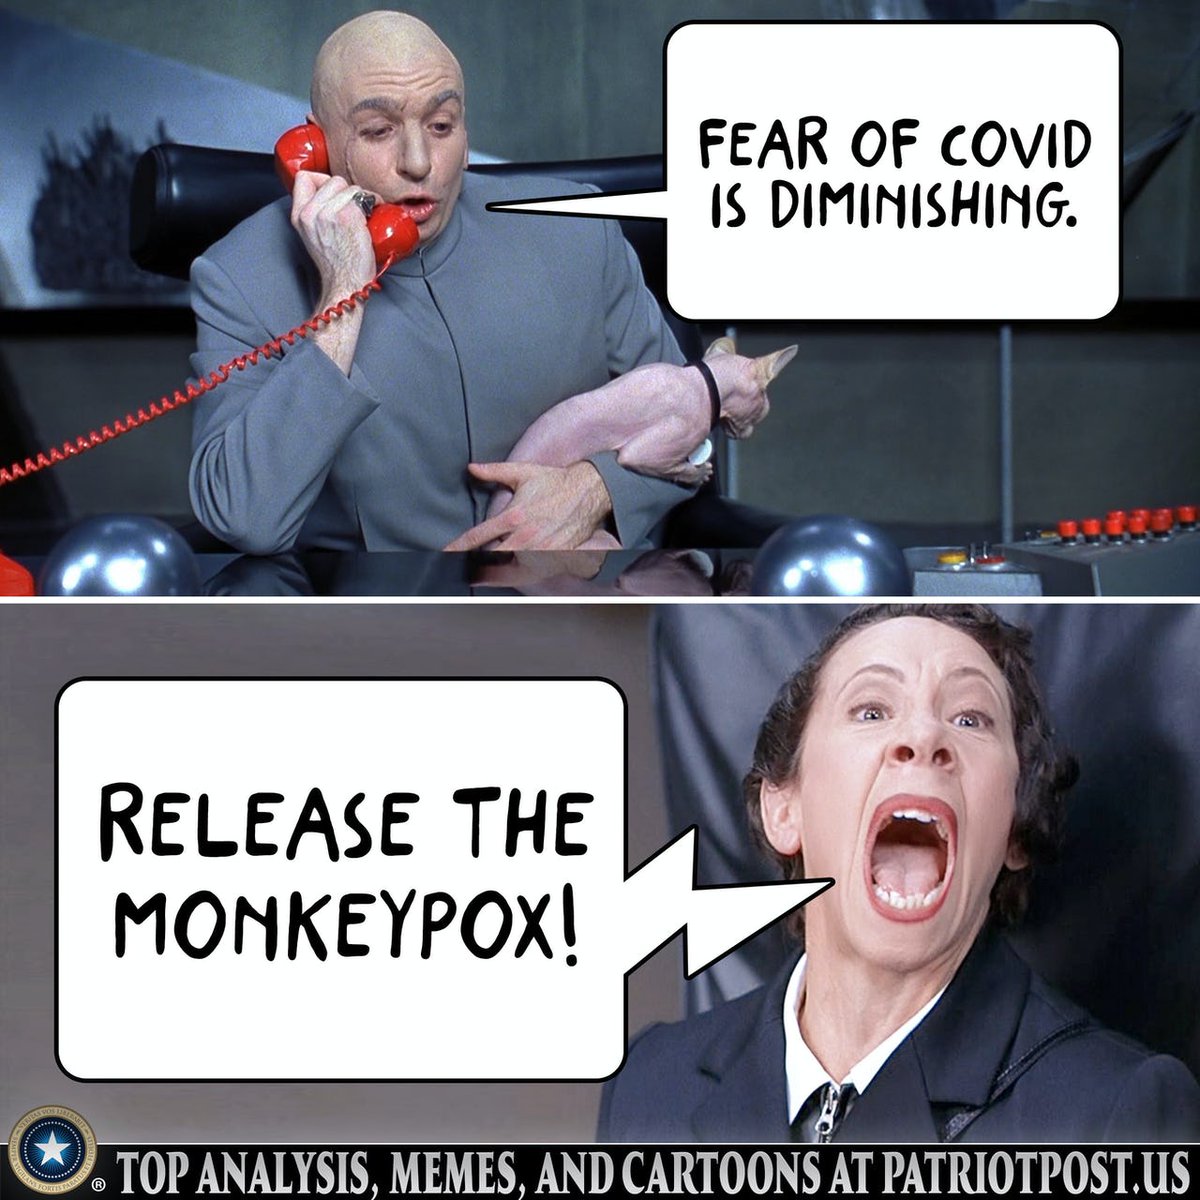 FEAR OF COVID
IS DIMINISHING.
RELEASE THE
MONKEYPOX!
® TOP ANALYSIS, MEMES, AND CARTOONS AT PATRIOTPOST.US